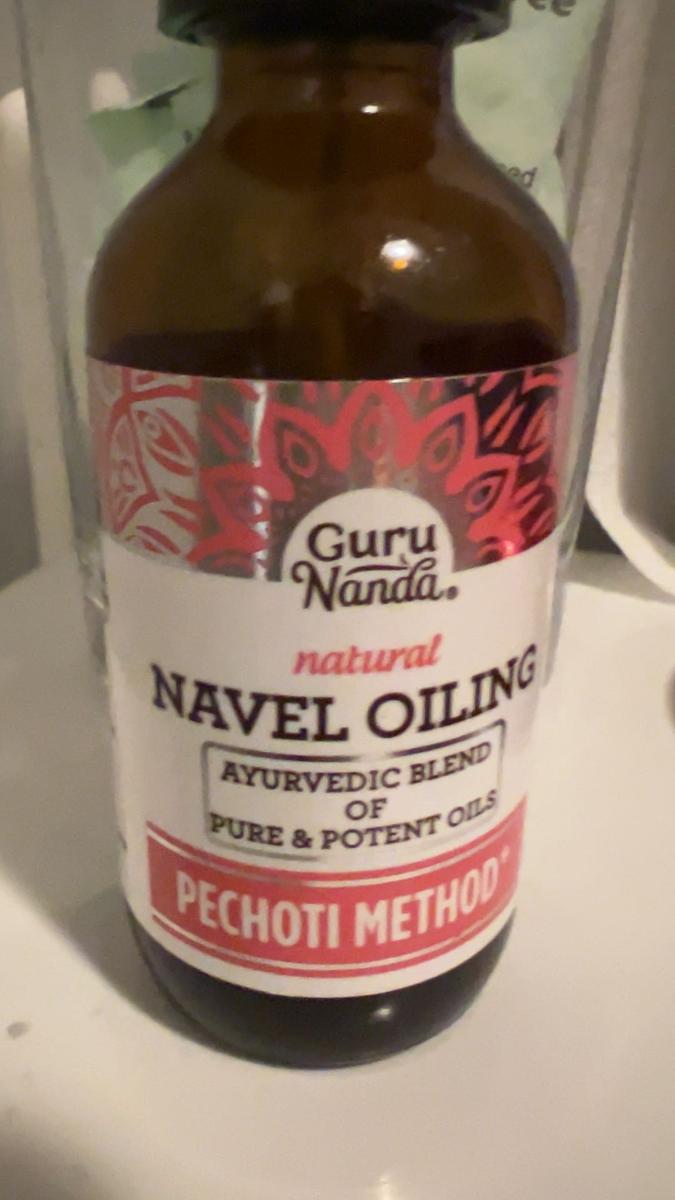 Guru
Nanda®
natural
NAVEL OILING
AYURVEDIC BLEND
OF
PURE & POTENT OILS
PECHOTI METHOD*